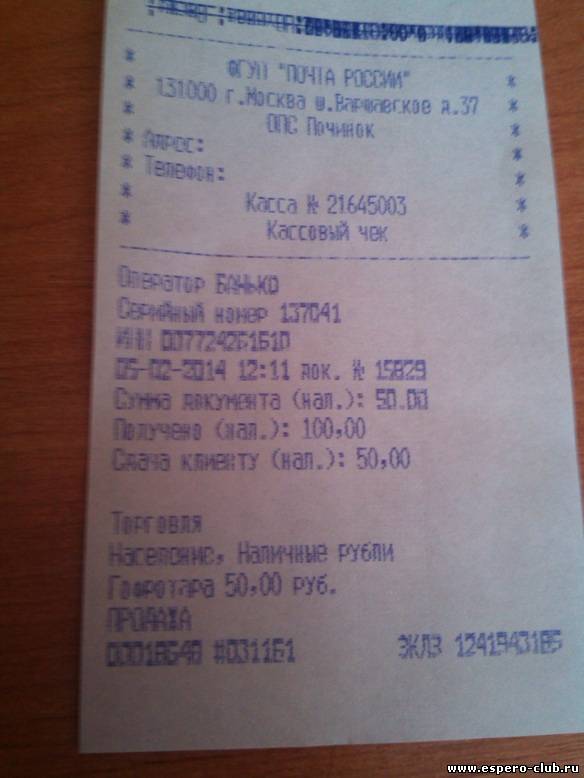 ФГУП "ПОЧТА РОССИИ"
131000 г.Москва ш.Варшавское д.37
ОПС Починок
* Адрес:
* Телефон:
Касса № 21645003
Кассовый чек
Оператор БАНЬКО
Серийный номер 137041
ИНН 007724261610
05-02-2014 12:11 док. № 15829
Сумма документа (нал.): 50.00
Получено (нал.): 100,00
Сдача клиенту (нал.): 50,00
Торговля
Население, Наличные рубли
Гофротара 50,00 руб.
ПРОДАЖА
00018648 #031161 ЭКЛЗ 1241943185
www.espero-club.ru